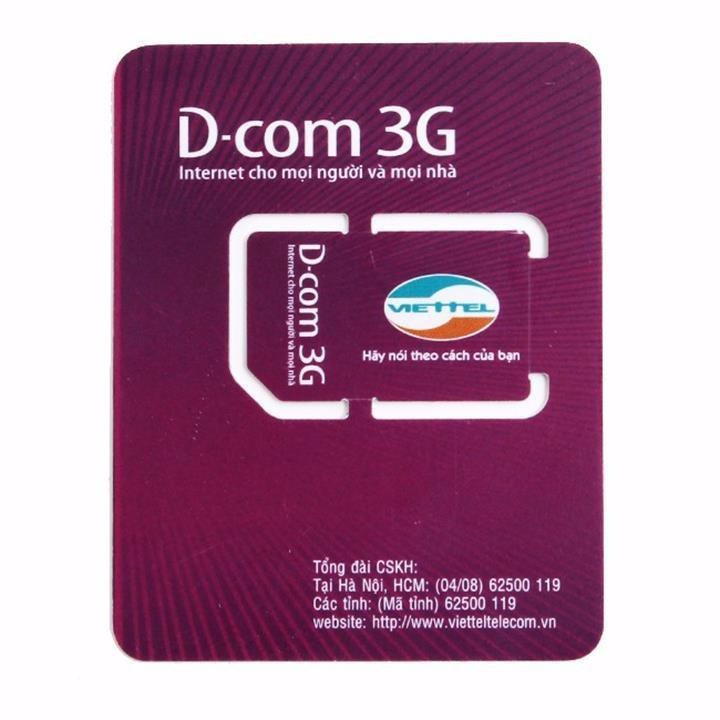 D-com 3G
Internet cho mọi người và mọi nhà
D-com 3G
Internet cho mọi người và mọi nhà
VIETTEL
Hãy nói theo cách của bạn
Tổng đài CSKH:
Tại Hà Nội, HCM: (04/08) 62500 119
Các tỉnh: (Mã tỉnh) 62500 119
website: http://www.vietteltelecom.vn